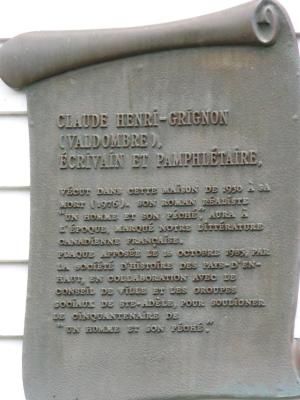 CLAUDE HENRI-GRIGNON
(VALDOMBRE),
ÉCRIVAIN ET PAMPHLÉTAIRE,
VÉCUT DANS CETTE MAISON DE 1930 À SA
MORT (1976). SON ROMAN RÉALISTE
"UN HOMME ET SON PÉCHÉ", AURA À
L'ÉPOQUE, MARQUÉ NOTRE LITTÉRATURE
CANADIENNE FRANÇAISE.
PLAQUE APPOSÉE LE 15 OCTOBRE 1983, PAR
LA SOCIÉTÉ D'HISTOIRE DES PAYS-D'EN-
HAUT, EN COLLABORATION AVEC LE
CONSEIL DE VILLE ET LES GROUPES
SOCIAUX DE STE-ADÈLE, POUR SOULIGNER
LE CINQUANTENAIRE DE
"UN HOMME ET SON PÉCHÉ."